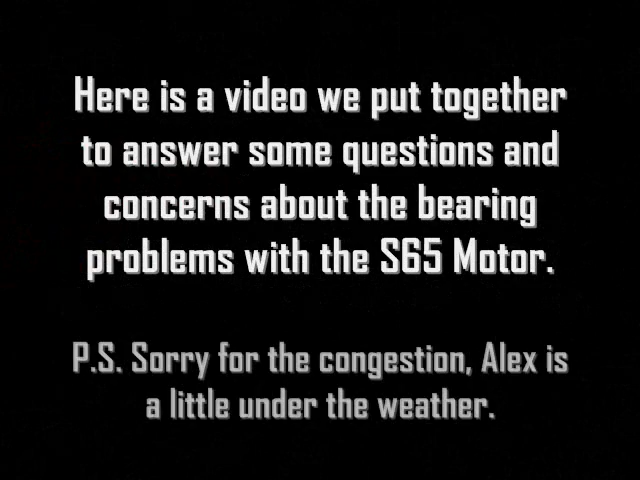 Here is a video we put together
to answer some questions and
concerns about the bearing
problems with the S65 Motor.
P.S. Sorry for the congestion, Alex is
a little under the weather.